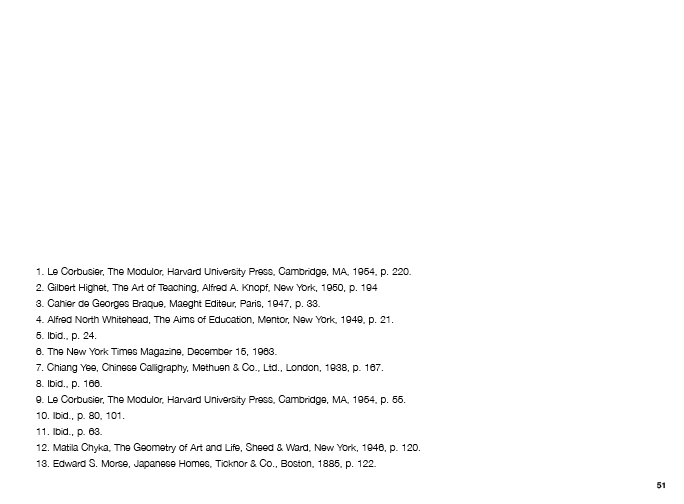 1. Le Corbusier, The Modulor, Harvard University Press, Cambridge, MA, 1954, p. 220.
2. Gilbert Highet, The Art of Teaching, Alfred A. Knopf, New York, 1950, p. 194
3. Cahier de Georges Braque, Maeght Editeur, Paris, 1947, p. 33.
4. Alfred North Whitehead, The Aims of Education, Mentor, New York, 1949, p. 21.
5. Ibid., p. 24.
6. The New York Times Magazine, December 15, 1963.
7. Chiang Yee, Chinese Calligraphy, Methuen & Co., Ltd., London, 1938, p. 167.
8. Ibid., p. 166.
9. Le Corbusier, The Modulor, Harvard University Press, Cambridge, MA, 1954, p. 55.
10. Ibid., p. 80, 101.
11. Ibid., p. 63.
12. Matila Chyka, The Geometry of Art and Life, Sheed & Ward, New York, 1946, p. 120.
13. Edward S. Morse, Japanese Homes, Ticknor & Co., Boston, 1885, p. 122.
51